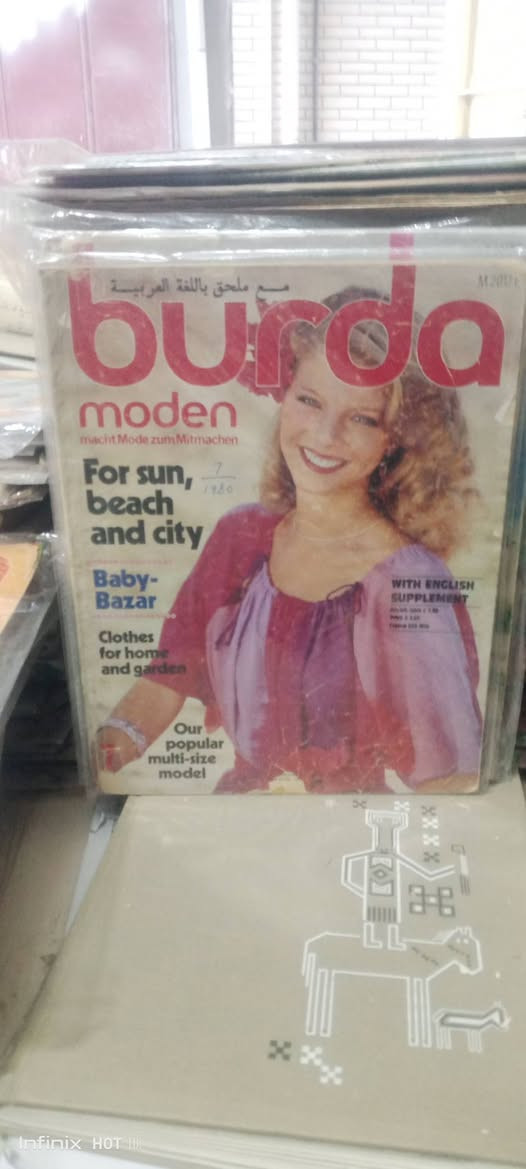 مع ملحق باللغة العربية
burda
moden
macht Mode zum Mitmachen
For sun,
beach
and city
7
1980
Baby-
Bazar
Clothes
for home
and garden
Our
popular
multi-size
model
WITH ENGLISH
SUPPLEMENT
Infinix HOT